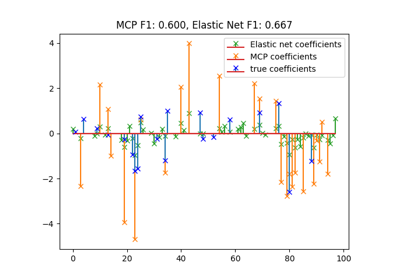 MCP F1: 0.600, Elastic Net F1: 0.667
Elastic net coefficients
MCP coefficients
true coefficients
4
2
0
−2
−4
0 20 40 60 80 100